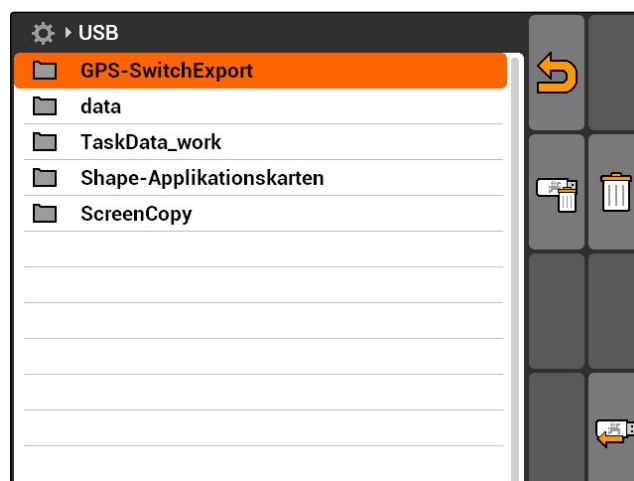 USB
GPS-SwitchExport
data
TaskData_work
Shape-Applikationskarten
ScreenCopy